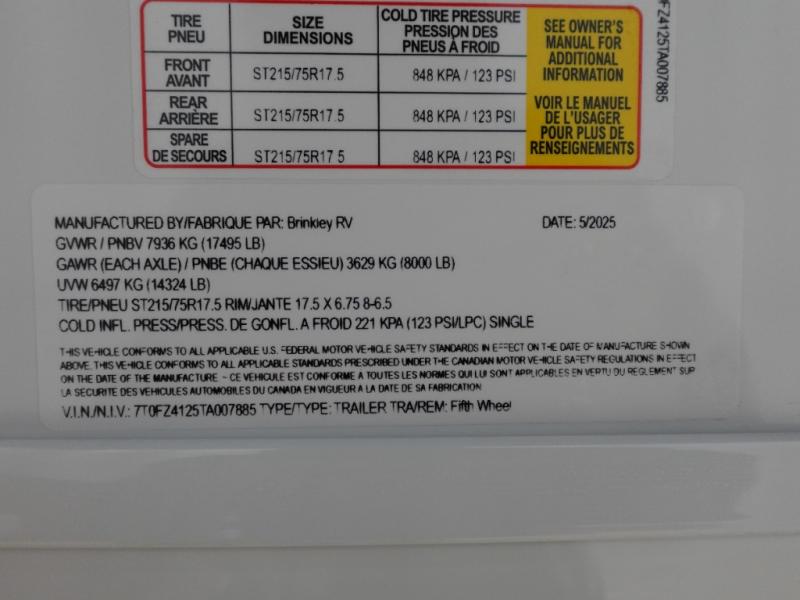 TIRE PNEU SIZE DIMENSIONS COLD TIRE PRESSURE PRESSION DES PNEUS À FROID
FRONT AVANT ST215/75R17.5 848 KPA / 123 PSI
REAR ARRIÈRE ST215/75R17.5 848 KPA / 123 PSI
SPARE DE SECOURS ST215/75R17.5 848 KPA / 123 PSI
SEE OWNER'S
MANUAL FOR
ADDITIONAL
INFORMATION
VOIR LE MANUEL
DE L'USAGER
POUR PLUS DE
RENSEIGNEMENTS
FZ4125TA007885
MANUFACTURED BY/FABRIQUE PAR: Brinkley RV DATE: 5/2025
GVWR / PNBV 7936 KG (17495 LB)
GAWR (EACH AXLE) / PNBE (CHAQUE ESSIEU) 3629 KG (8000 LB)
UVW 6497 KG (14324 LB)
TIRE/PNEU ST215/75R17.5 RIM/JANTE 17.5 X 6.75 8-6.5
COLD INFL. PRESS/PRESS. DE GONFL. A FROID 221 KPA (123 PSI/LPC) SINGLE
THIS VEHICLE CONFORMS TO ALL APPLICABLE U.S. FEDERAL MOTOR VEHICLE SAFETY STANDARDS IN EFFECT ON THE DATE OF MANUFACTURE SHOWN
ABOVE. THIS VEHICLE CONFORMS TO ALL APPLICABLE STANDARDS PRESCRIBED UNDER THE CANADIAN MOTOR VEHICLE SAFETY REGULATIONS IN EFFECT
ON THE DATE OF THE MANUFACTURE - CE VEHICULE EST CONFORME A TOUTES LES NORMES QUI LUI SONT APPLICABLES EN VERTU DU REGLEMENT SUR
LA SECURITE DES VEHICULES AUTOMOBILES DU CANADA EN VIGUEUR A LA DATE DE SA FABRICATION
V.I.N./N.I.V.: 7T0FZ4125TA007885 TYPE/TYPE: TRAILER TRA/REM: Fifth Wheel